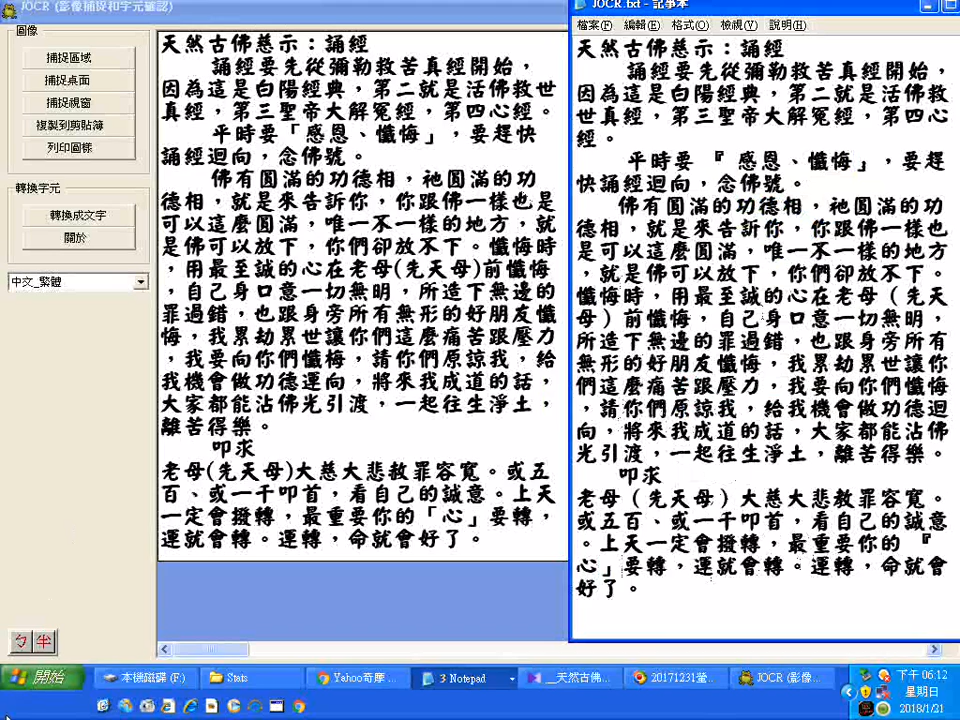 JOCR (影像捕捉和字元確認)
圖像
捕捉區域
捕捉桌面
捕捉視窗
複製到剪貼簿
列印圖樣
轉換字元
轉換成文字
關於
中文_繁體
ㄅ 半
天然古佛慈示：誦經
誦經要先從彌勒救苦真經開始，
因為這是白陽經典，第二就是活佛救世
真經，第三聖帝大解冤經，第四心經。
平時要「感恩、懺悔」，要趕快
誦經迴向，念佛號。
佛有圓滿的功德相，祂圓滿的功
德相，就是來告訴你，你跟佛一樣也是
可以這麼圓滿，唯一不一樣的地方，就
是佛可以放下，你們卻放不下。懺悔時
，用最至誠的心在老母(先天母)前懺悔
，自己身口意一切無明，所造下無邊的
罪過錯，也跟身旁所有無形的好朋友懺
悔，我累劫累世讓你們這麼痛苦跟壓力
，我要向你們懺悔，請你們原諒我，給
我機會做功德運向，將來我成道的話，
大家都能沾佛光引渡，一起往生淨土，
離苦得樂。
叩求
老母(先天母)大慈大悲赦罪容寬。或五
百、或一千叩首，看自己的誠意。上天
一定會撥轉，最重要你的「心」要轉，
運就會轉。運轉，命就會好了。
JOCR.txt - 記事本
檔案(F) 編輯(E) 格式(O) 檢視(V) 說明(H)
天然古佛慈示：誦經
誦經要先從彌勒救苦真經開始，
因為這是白陽經典，第二就是活佛救
世真經，第三聖帝大解冤經，第四心
經。
平時要『感恩、懺悔」，要趕
快誦經迴向，念佛號。
佛有圓滿的功德相，祂圓滿的功
德相，就是來告訴你，你跟佛一樣也
是可以這麼圓滿，唯一不一樣的地方
，就是佛可以放下，你們卻放不下。
懺悔時，用最至誠的心在老母（先天
母）前懺悔，自己身口意一切無明，
所造下無邊的罪過錯，也跟身旁所有
無形的好朋友懺悔，我累劫累世讓你
們這麼痛苦跟壓力，我要向你們懺悔
，請你們原諒我，給我機會做功德迴
向，將來我成道的話，大家都能沾佛
光引渡，一起往生淨土，離苦得樂。
叩求
老母（先天母）大慈大悲赦罪容寬。
或五百、或一千叩首，看自己的誠意
。上天一定會撥轉，最重要你的『
心」要轉，運就會轉。運轉，命就會
好了。
開始
本機磁碟 (F:)
Stats
Yahoo奇摩 ...
3 Notepad
__天然古佛...
20171231螢...
JOCR (影像...
下午 06:12
星期日
2018/1/21